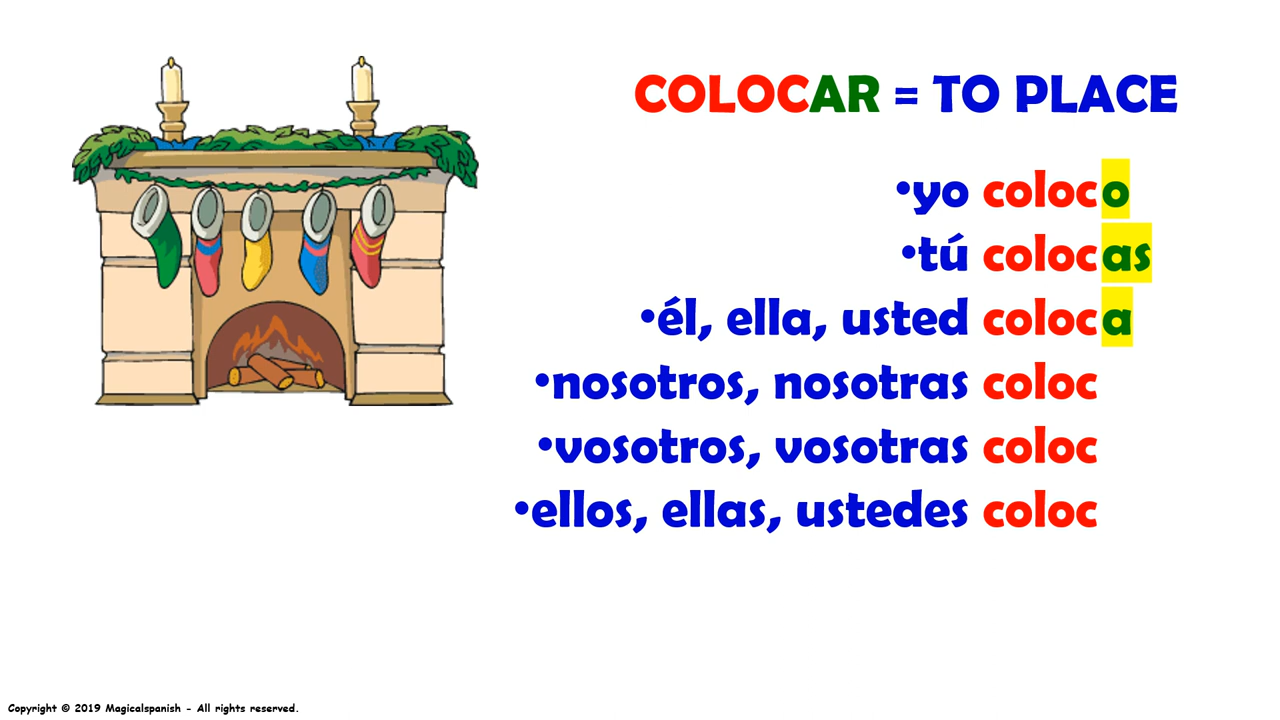 COLOCAR = TO PLACE
•yo coloco
•tú colocas
•él, ella, usted coloca
•nosotros, nosotras coloc
•vosotros, vosotras coloc
•ellos, ellas, ustedes coloc
Copyright © 2019 Magicalspanish - All rights reserved.